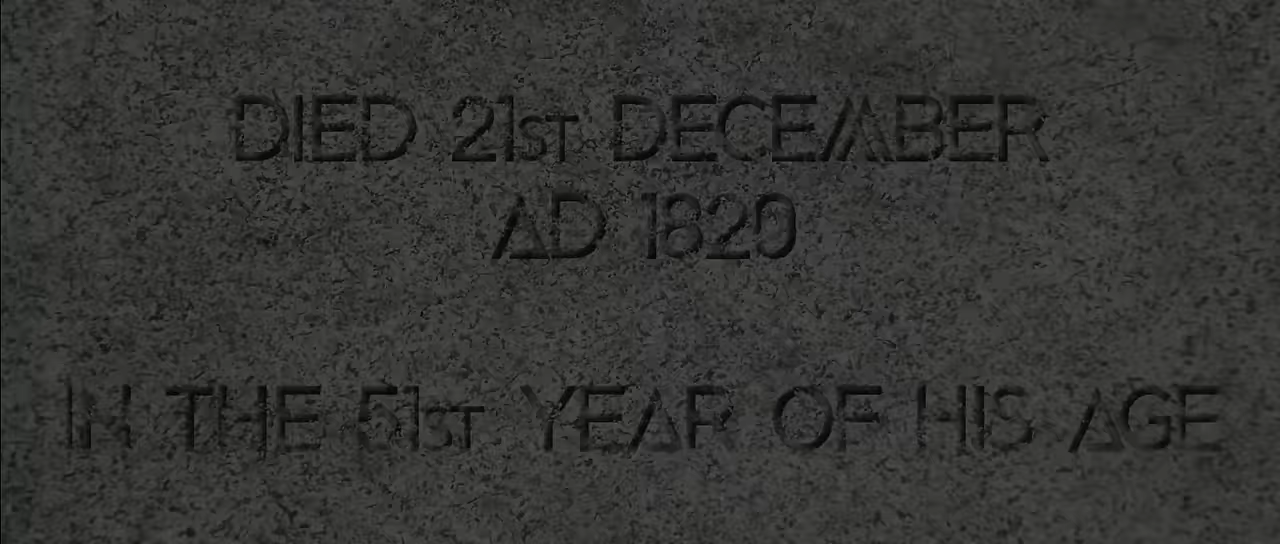 DIED 21ST DECEMBER
AD 1820
IN THE 51ST YEAR OF HIS AGE